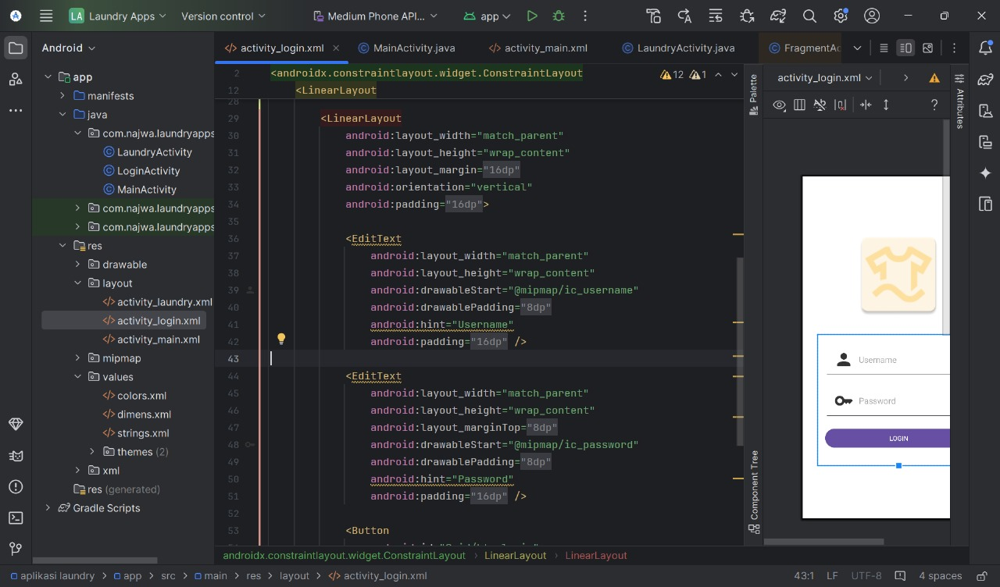 LA Laundry Apps Version control Medium Phone API... app
Android
app
manifests
java
com.najwa.laundryapps
LaundryActivity
LoginActivity
MainActivity
com.najwa.laundryapps
com.najwa.laundryapps
res
drawable
layout
activity_laundry.xml
activity_login.xml
activity_main.xml
mipmap
values
colors.xml
dimens.xml
strings.xml
themes (2)
xml
res (generated)
Gradle Scripts
activity_login.xml MainActivity.java activity_main.xml LaundryActivity.java FragmentAc
2 <androidx.constraintlayout.widget.ConstraintLayout 12 1
12 <LinearLayout
28
29 <LinearLayout
30 android:layout_width="match_parent"
31 android:layout_height="wrap_content"
32 android:layout_margin="16dp"
33 android:orientation="vertical"
34 android:padding="16dp">
35
36 <EditText
37 android:layout_width="match_parent"
38 android:layout_height="wrap_content"
39 android:drawableStart="@mipmap/ic_username"
40 android:drawablePadding="8dp"
41 android:hint="Username"
42 android:padding="16dp" />
43
44 <EditText
45 android:layout_width="match_parent"
46 android:layout_height="wrap_content"
47 android:layout_marginTop="8dp"
48 android:drawableStart="@mipmap/ic_password"
49 android:drawablePadding="8dp"
50 android:hint="Password"
51 android:padding="16dp" />
52
53 <Button
androidx.constraintlayout.widget.ConstraintLayout > LinearLayout > LinearLayout
Palette
Component Tree
activity_login.xml
?
Attributes
Username
Password
LOGIN
aplikasi laundry > app > src > main > res > layout > activity_login.xml 43:1 LF UTF-8 4 spaces